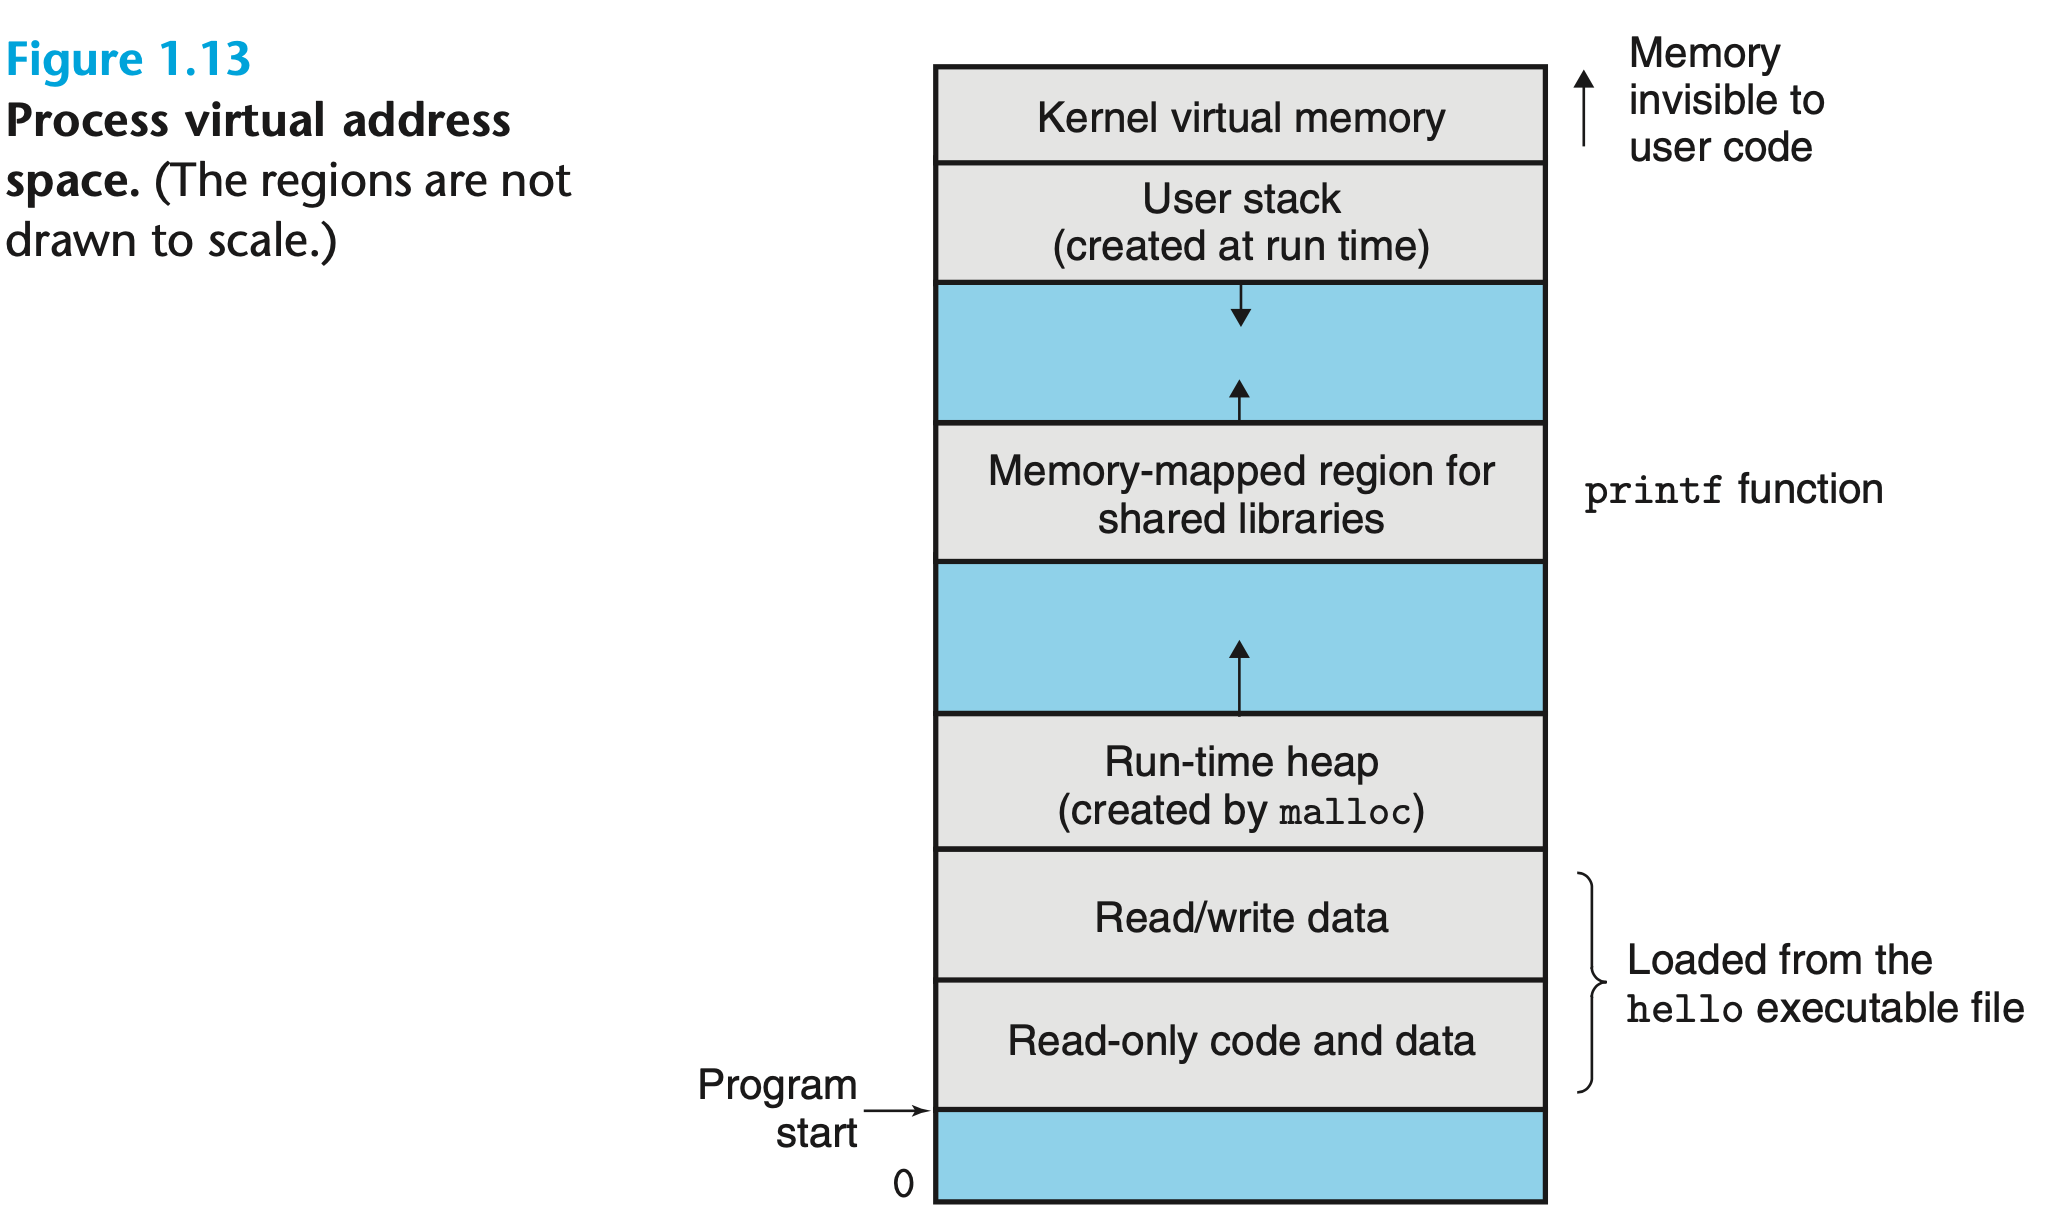 Figure 1.13
Process virtual address
space. (The regions are not
drawn to scale.)
Kernel virtual memory
Memory
invisible to
user code
User stack
(created at run time)
Memory-mapped region for
shared libraries
printf function
Run-time heap
(created by malloc)
Read/write data
Loaded from the
hello executable file
Read-only code and data
Program
start
0